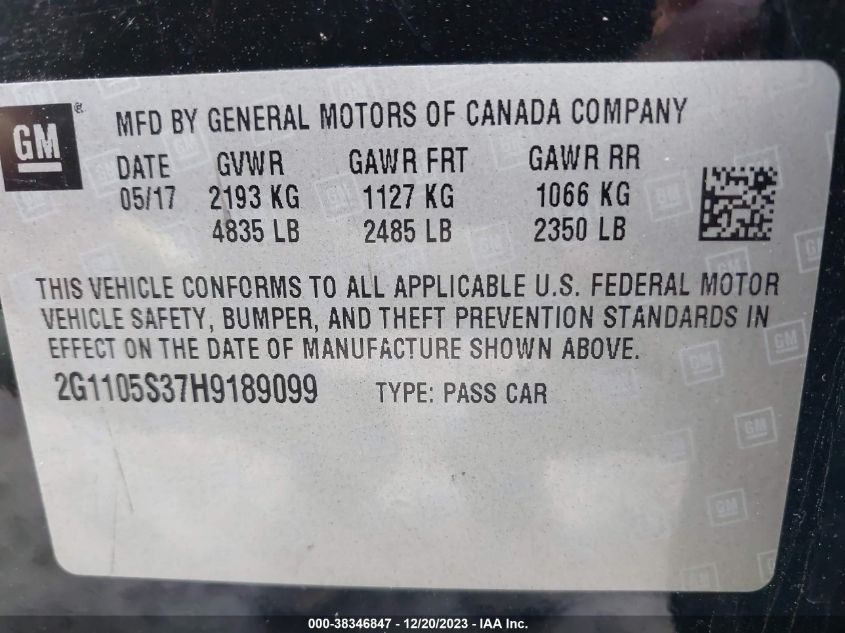 GM ®
MFD BY GENERAL MOTORS OF CANADA COMPANY
DATE GVWR GAWR FRT GAWR RR
05/17 2193 KG 1127 KG 1066 KG
4835 LB 2485 LB 2350 LB
THIS VEHICLE CONFORMS TO ALL APPLICABLE U.S. FEDERAL MOTOR
VEHICLE SAFETY, BUMPER, AND THEFT PREVENTION STANDARDS IN
EFFECT ON THE DATE OF MANUFACTURE SHOWN ABOVE.
2G1105S37H9189099 TYPE: PASS CAR
GM
GM
000-38346847 - 12/20/2023 - IAA Inc.